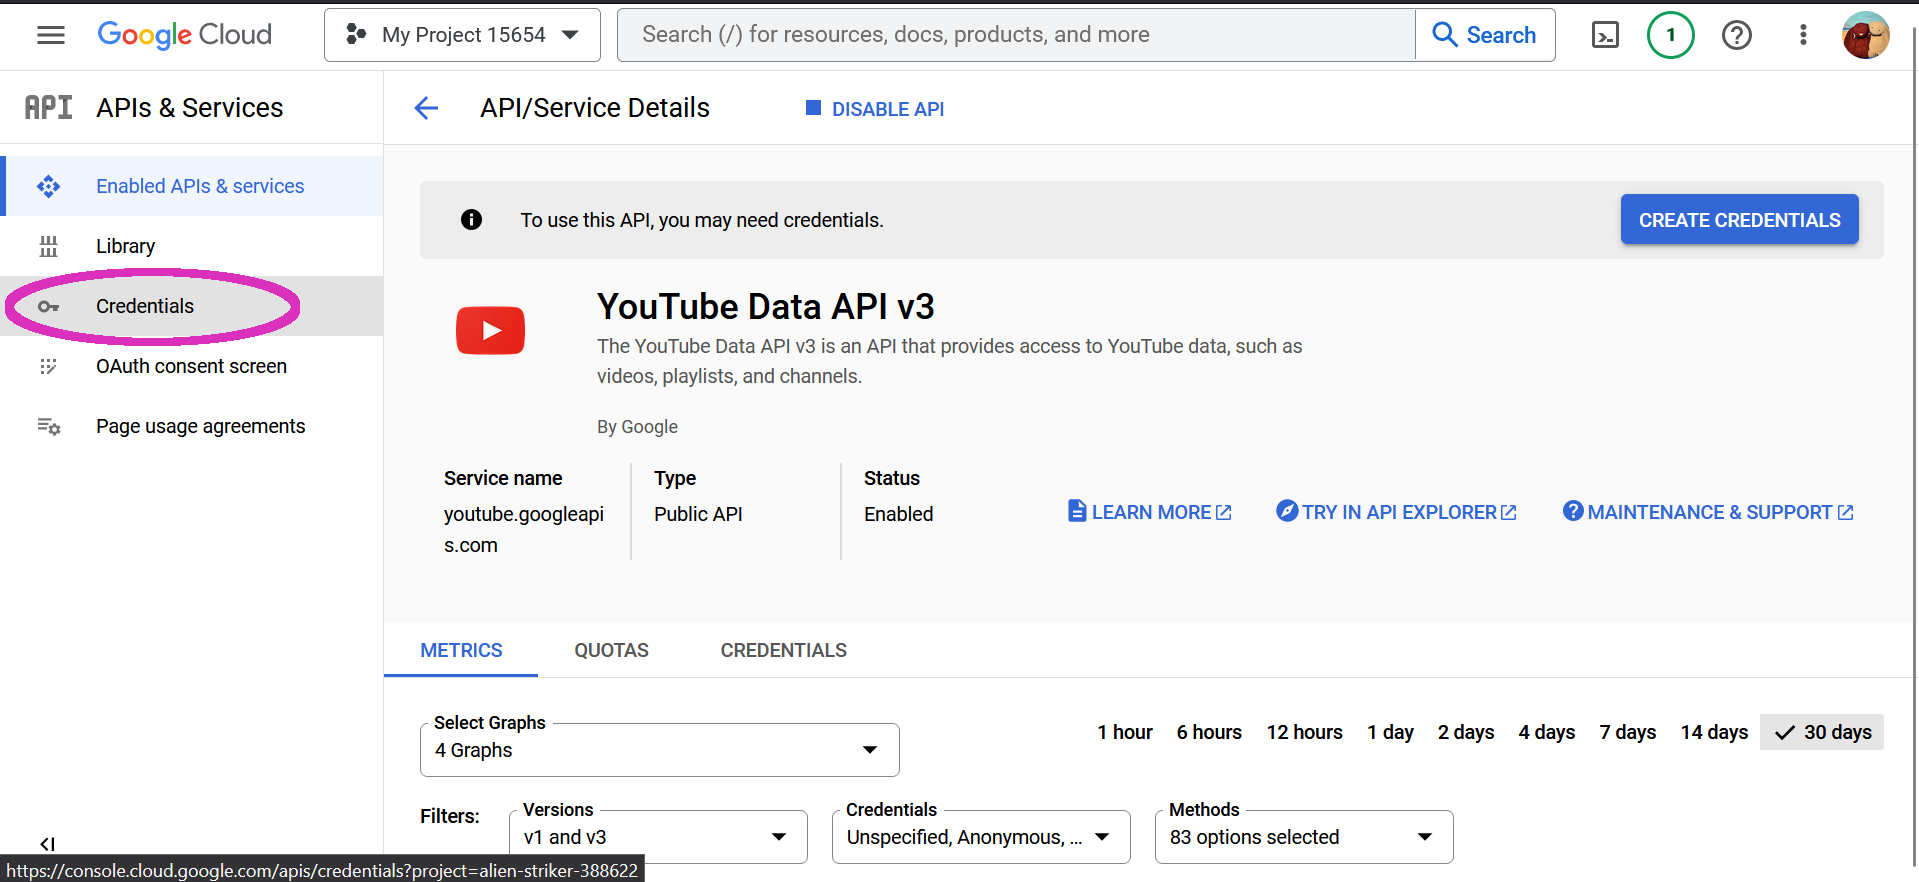 Google Cloud
My Project 15654
Search (/) for resources, docs, products, and more
Search
1
API
APIs & Services
API/Service Details
DISABLE API
Enabled APIs & services
Library
Credentials
OAuth consent screen
Page usage agreements
To use this API, you may need credentials.
CREATE CREDENTIALS
YouTube Data API v3
The YouTube Data API v3 is an API that provides access to YouTube data, such as
videos, playlists, and channels.
By Google
Service name
youtube.googleapi
s.com
Type
Public API
Status
Enabled
LEARN MORE
TRY IN API EXPLORER
MAINTENANCE & SUPPORT
METRICS
QUOTAS
CREDENTIALS
Select Graphs
4 Graphs
1 hour
6 hours
12 hours
1 day
2 days
4 days
7 days
14 days
30 days
Filters:
Versions
v1 and v3
Credentials
Unspecified, Anonymous, ...
Methods
83 options selected
https://console.cloud.google.com/apis/credentials?project=alien-striker-388622